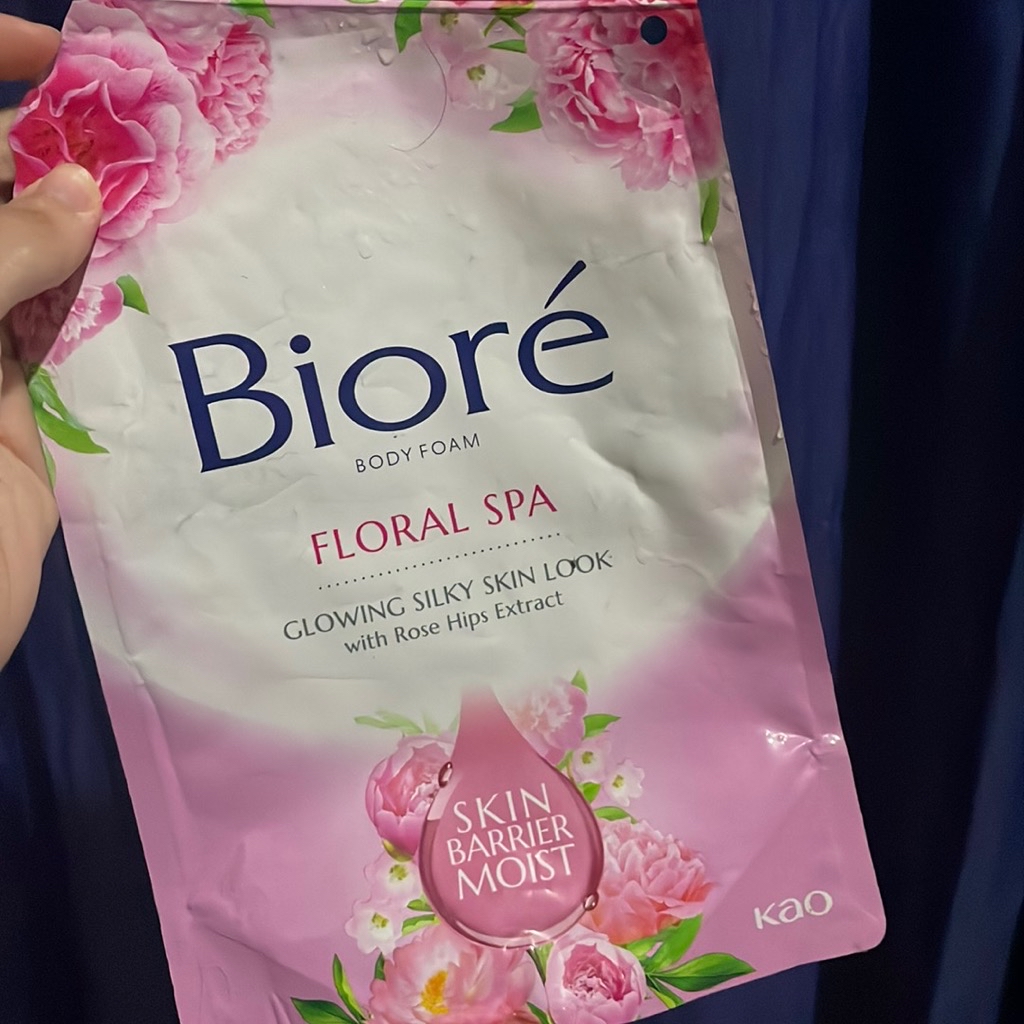 Bioré
BODY FOAM
FLORAL SPA
GLOWING SILKY SKIN LOOK
with Rose Hips Extract
SKIN
BARRIER
MOIST
Kao